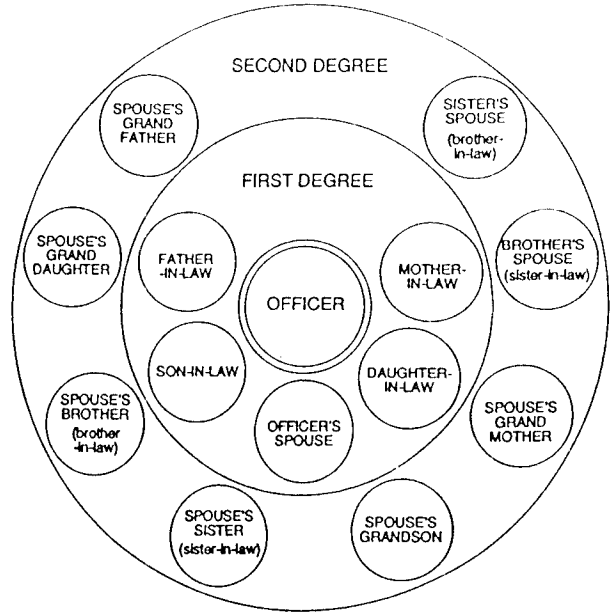 SECOND DEGREE
SPOUSE'S
GRAND
FATHER
SISTER'S
SPOUSE
(brother-
in-law)
FIRST DEGREE
SPOUSE'S
GRAND
DAUGHTER
FATHER
-IN-LAW
MOTHER-
IN-LAW
BROTHER'S
SPOUSE
(sister-in-law)
OFFICER
SON-IN-LAW
DAUGHTER-
IN-LAW
SPOUSE'S
BROTHER
(brother
-in-law)
OFFICER'S
SPOUSE
SPOUSE'S
GRAND
MOTHER
SPOUSE'S
SISTER
(sister-in-law)
SPOUSE'S
GRANDSON